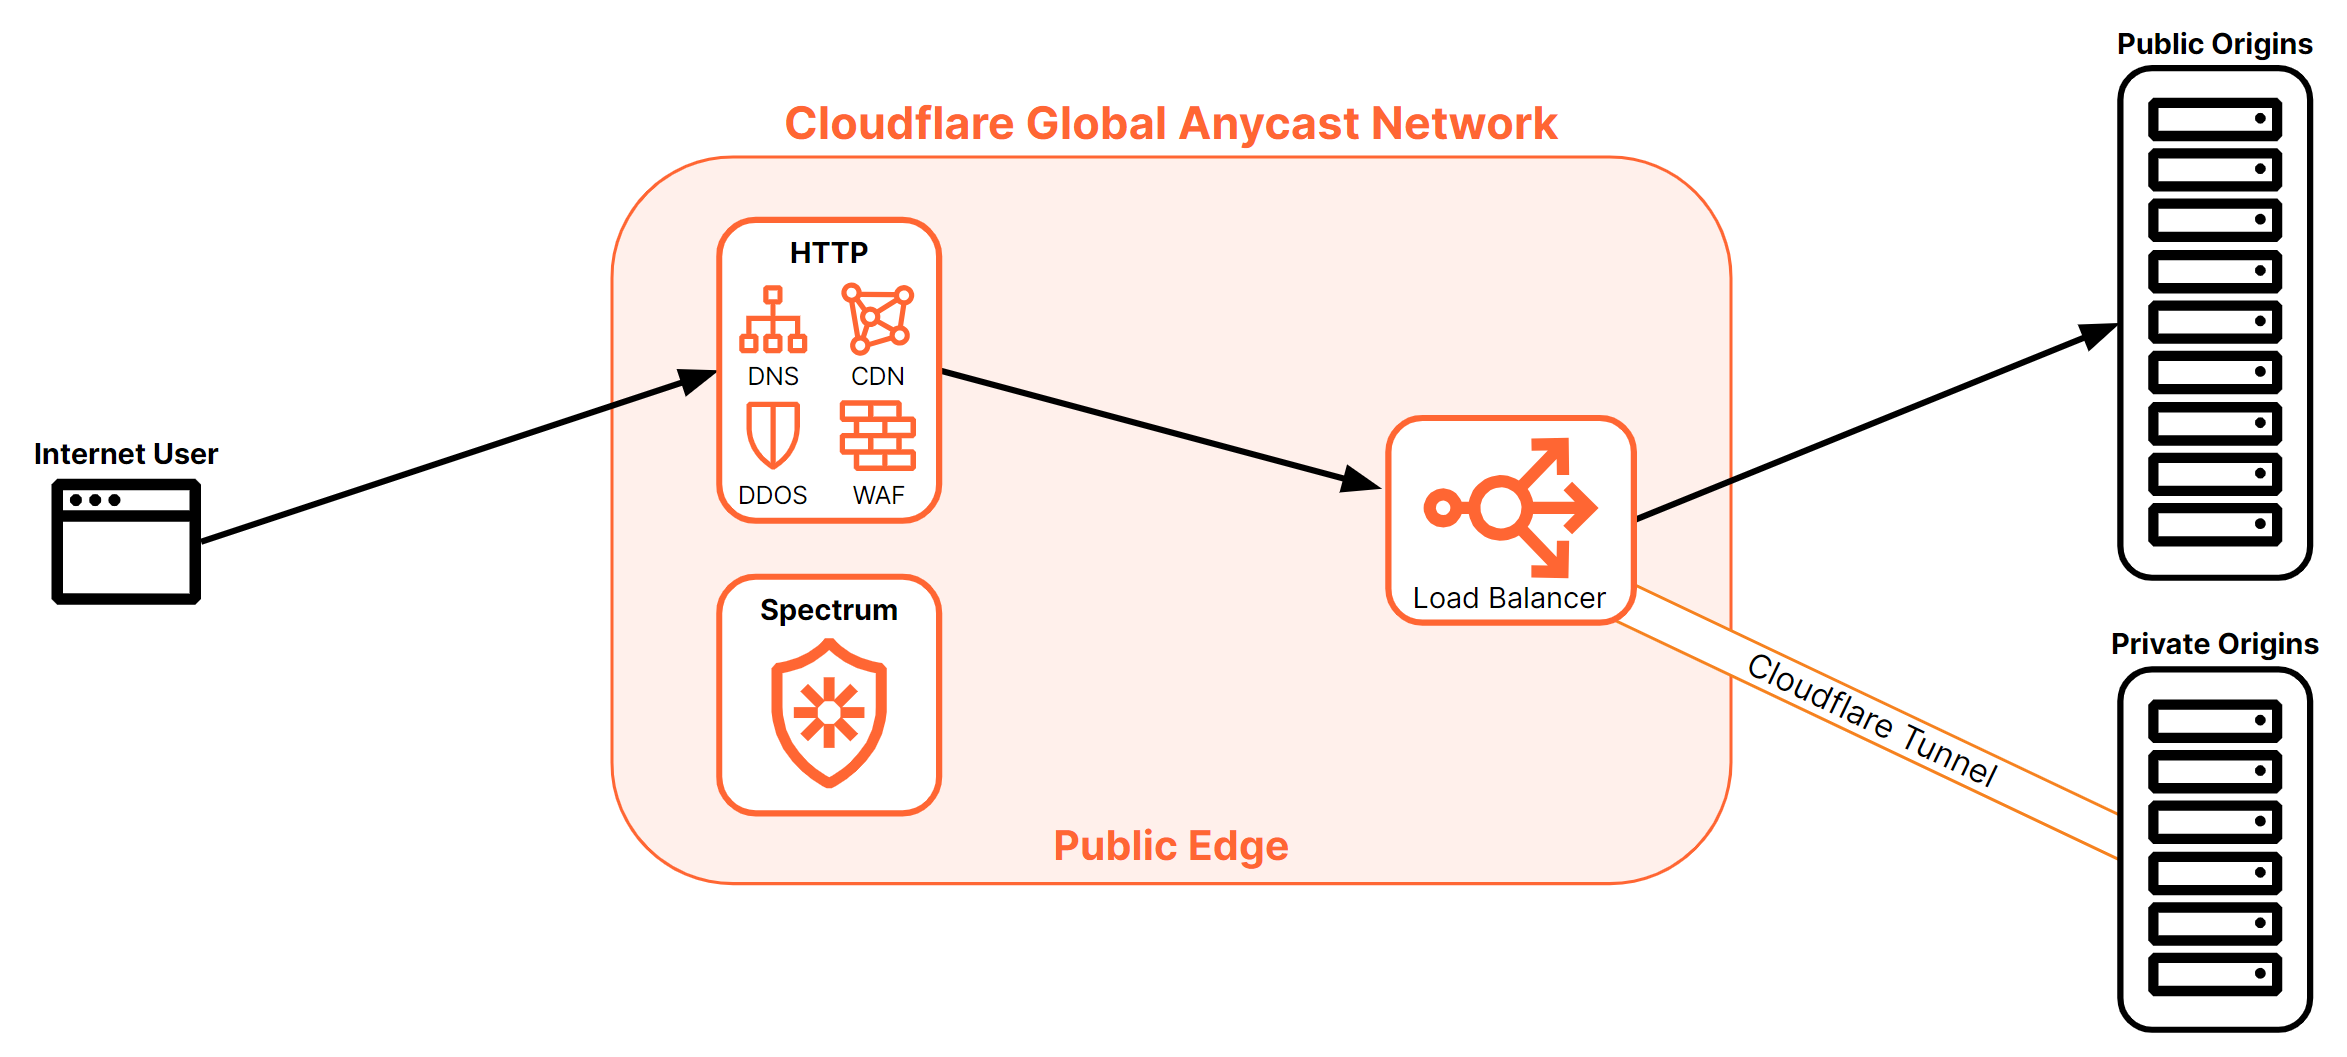 Public Origins
Cloudflare Global Anycast Network
HTTP
DNS
CDN
DDOS
WAF
Internet User
Load Balancer
Spectrum
Private Origins
Cloudflare Tunnel
Public Edge